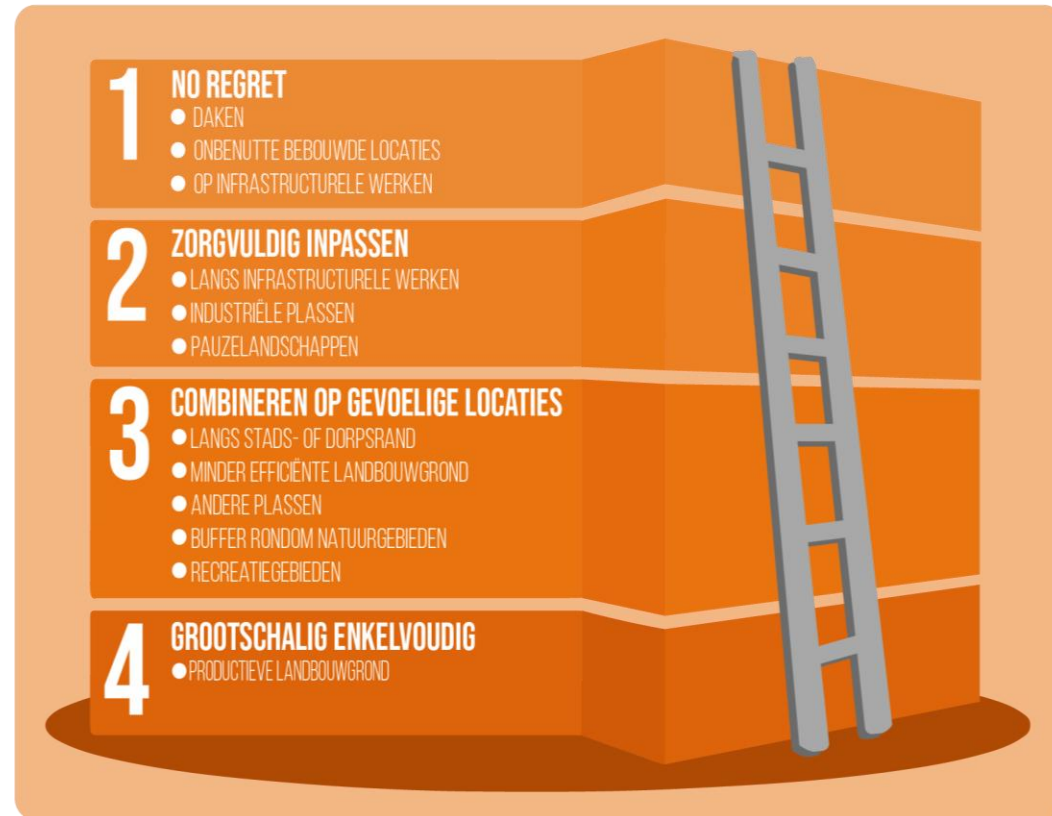 1 NO REGRET
● DAKEN
● ONBENUTTE BEBOUWDE LOCATIES
● OP INFRASTRUCTURELE WERKEN
2 ZORGVULDIG INPASSEN
● LANGS INFRASTRUCTURELE WERKEN
● INDUSTRIËLE PLASSEN
● PAUZELANDSCHAPPEN
3 COMBINEREN OP GEVOELIGE LOCATIES
● LANGS STADS- OF DORPSRAND
● MINDER EFFICIËNTE LANDBOUWGROND
● ANDERE PLASSEN
● BUFFER RONDOM NATUURGEBIEDEN
● RECREATIEGEBIEDEN
4 GROOTSCHALIG ENKELVOUDIG
● PRODUCTIEVE LANDBOUWGROND